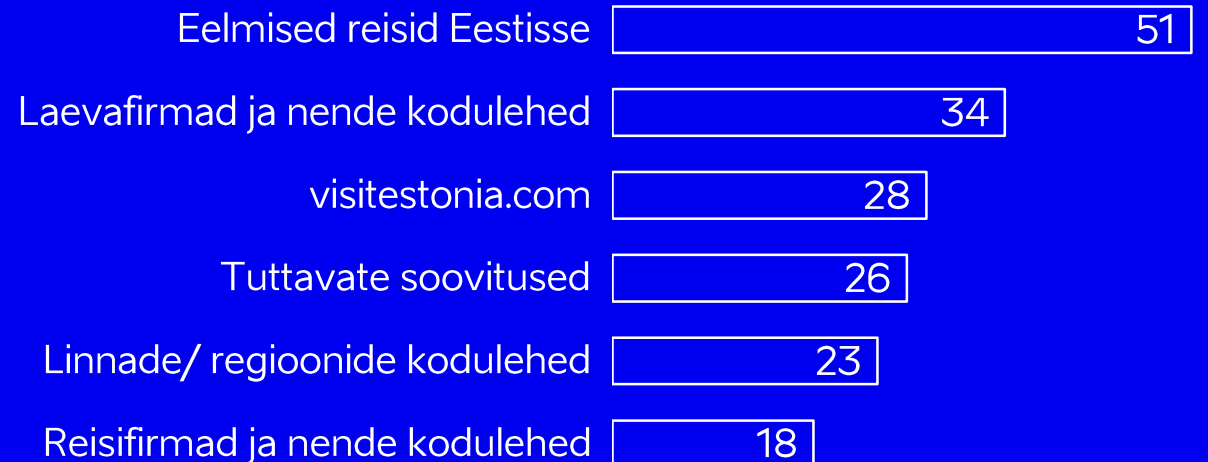 Eelmised reisid Eestisse 51
Laevafirmad ja nende kodulehed 34
visitestonia.com 28
Tuttavate soovitused 26
Linnade/ regioonide kodulehed 23
Reisifirmad ja nende kodulehed 18